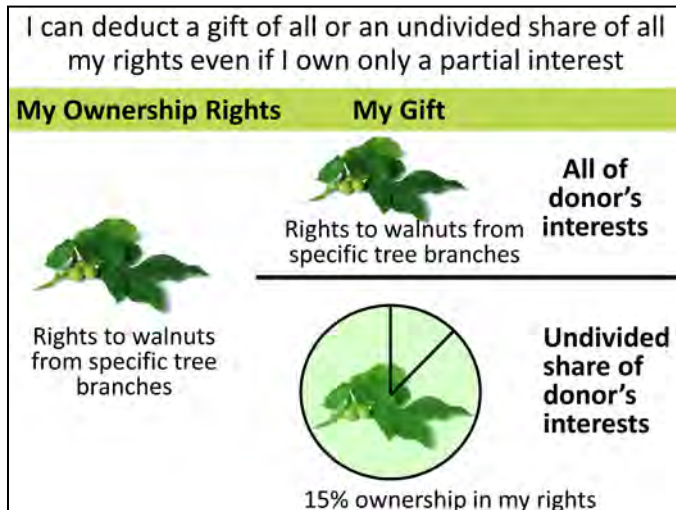 I can deduct a gift of all or an undivided share of all
my rights even if I own only a partial interest
My Ownership Rights My Gift
Rights to walnuts
from specific tree
branches
Rights to walnuts from
specific tree branches
All of
donor's
interests
15% ownership in my rights
Undivided
share of
donor's
interests